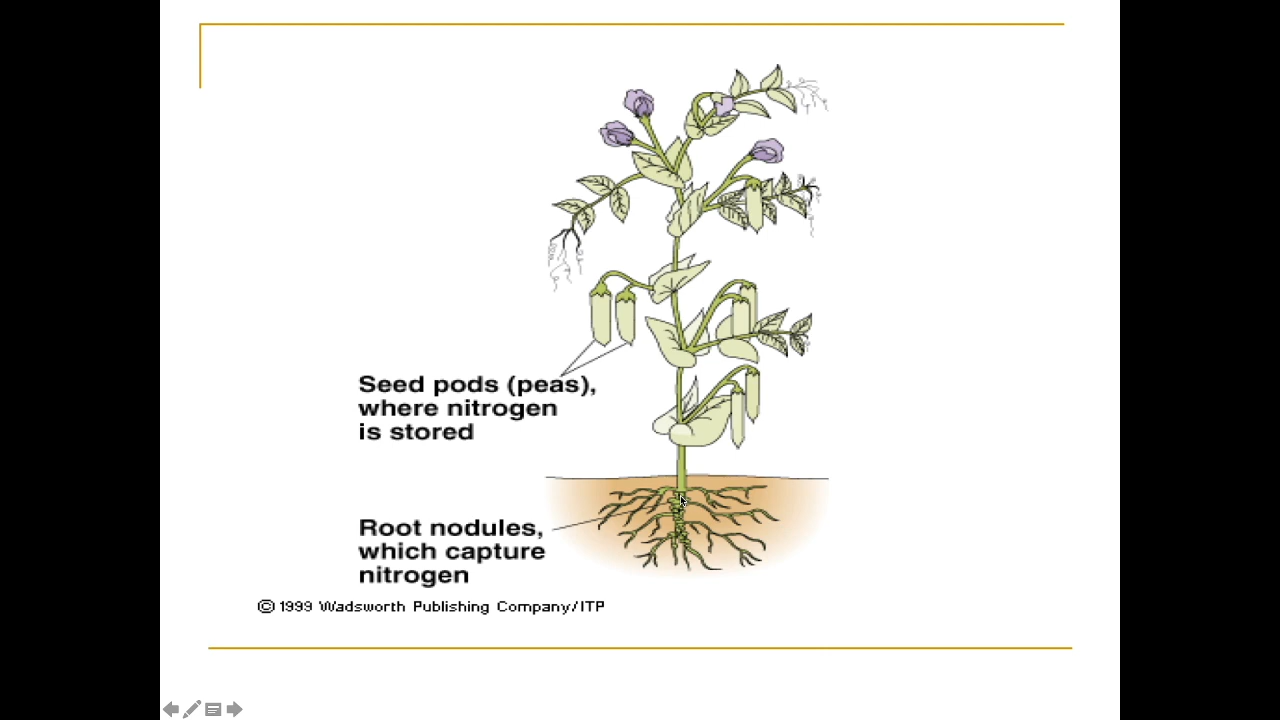 Seed pods (peas),
where nitrogen
is stored
Root nodules,
which capture
nitrogen
© 1999 Wadsworth Publishing Company/ITP